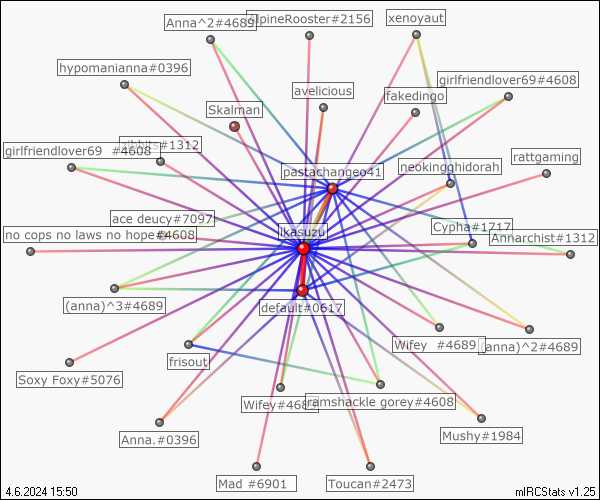 Anna^2#4689
lpineRooster#2156
xenoyaut
hypomanianna#0396
girlfriendlover69#4608
avelicious
fakedingo
Skalman
girlfriendlover69 #4608
#1312
pastachangeo41
neokingghidorah
rattgaming
ace deucy#7097
ikasuzu
Cypha#1717
no cops no laws no hope#4608
Annarchist#1312
(anna)^3#4689
default#0617
Wifey #4689
(anna)^2#4689
frisout
Soxy Foxy#5076
Wifey#4689
ramshackle gorey#4608
Anna.#0396
Mushy#1984
Mad #6901
Toucan#2473
4.6.2024 15:50
mIRCStats v1.25